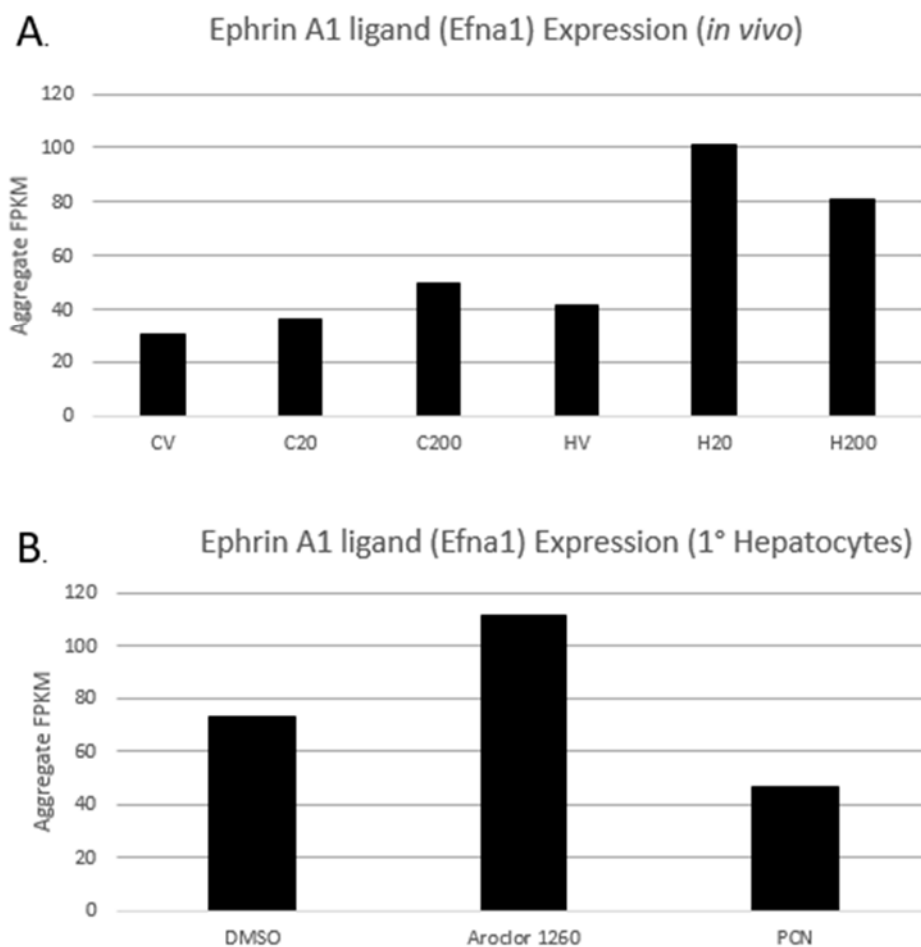 A.
Ephrin A1 ligand (Efna1) Expression (in vivo)
Aggregate FPKM
120
100
80
60
40
20
0
CV C20 C200 HV H20 H200
B.
Ephrin A1 ligand (Efna1) Expression (1° Hepatocytes)
Aggregate FPKM
120
100
80
60
40
20
0
DMSO Aroclor 1260 PCN